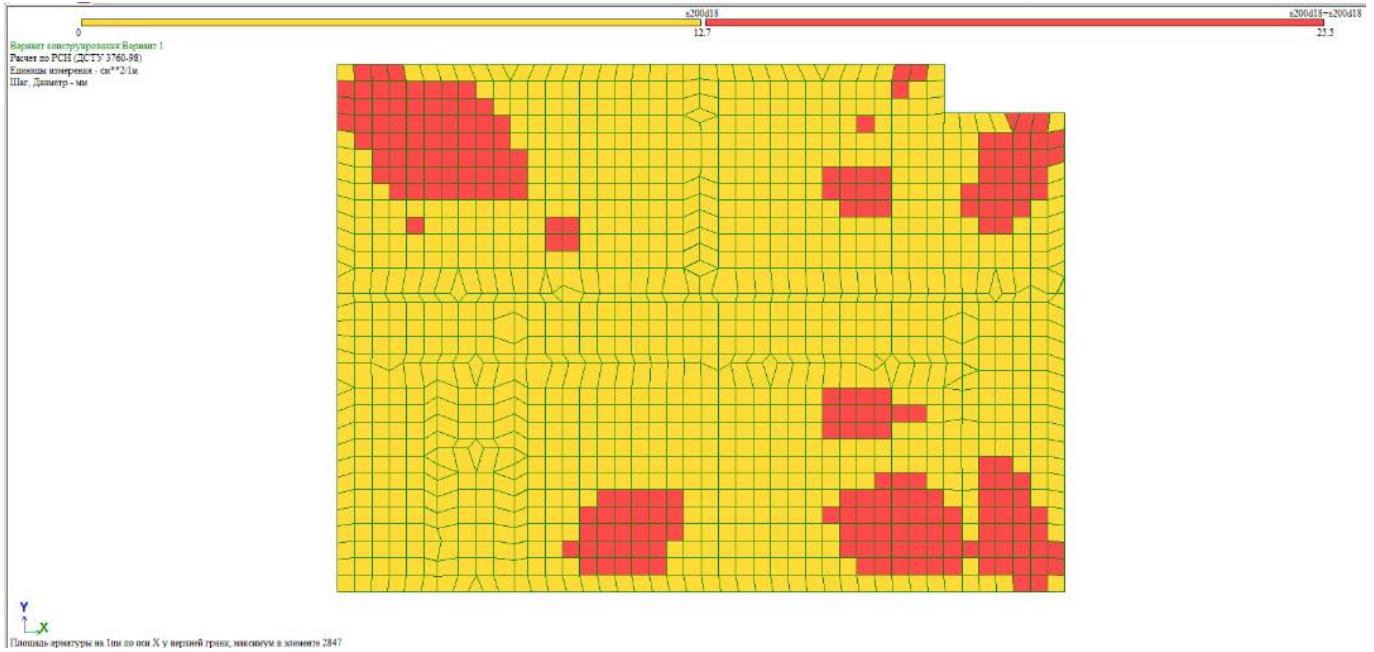 s200d18
s200d18+s200d18
0
12.7
25.5
Вариант конструирования:Вариант 1
Расчет по РСН (ДСТУ 3760-98)
Единицы измерения - см**2/1м
Шаг, Диаметр - мм
Y
X
Площадь арматуры на 1пм по оси X у верхней грани, максимум в элементе 2847